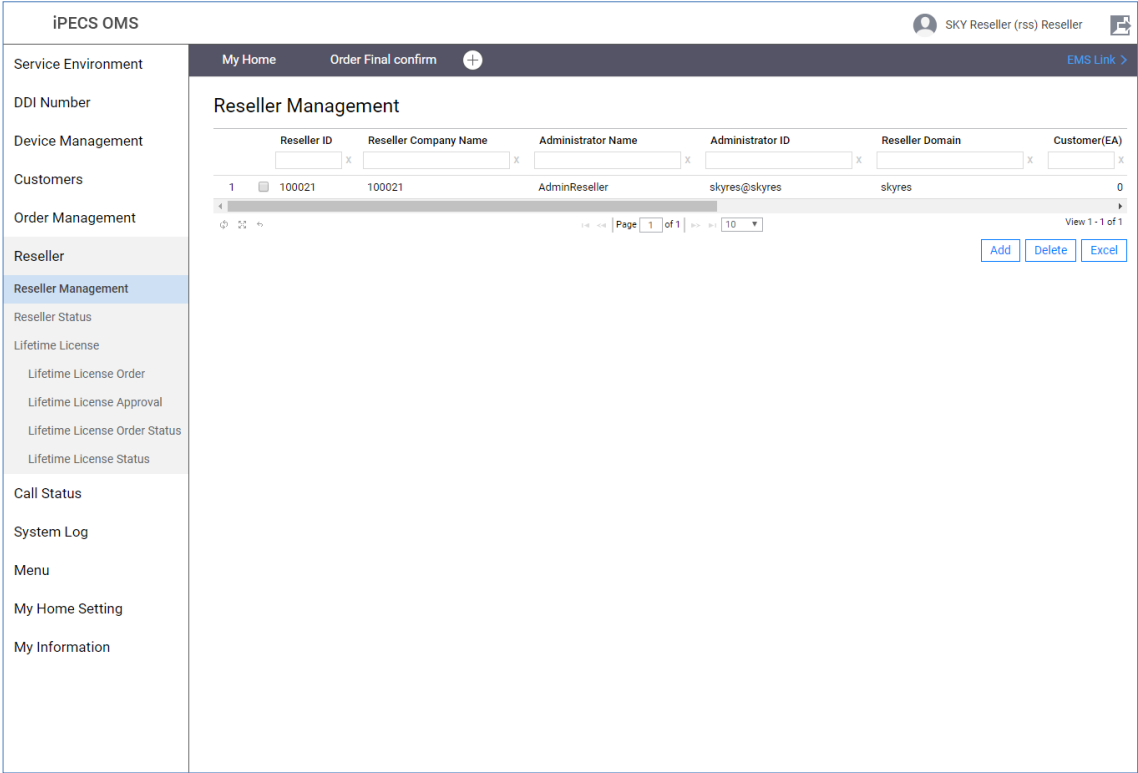 iPECS OMS
SKY Reseller (rss) Reseller
Service Environment
DDI Number
Device Management
Customers
Order Management
Reseller
Reseller Management
Reseller Status
Lifetime License
Lifetime License Order
Lifetime License Approval
Lifetime License Order Status
Lifetime License Status
Call Status
System Log
Menu
My Home Setting
My Information
My Home Order Final confirm EMS Link >
Reseller Management
Reseller ID Reseller Company Name Administrator Name Administrator ID Reseller Domain Customer(EA)
X X X X X X
1 100021 100021 AdminReseller skyres@skyres skyres 0
Page 1 of 1 10 View 1 - 1 of 1
Add Delete Excel